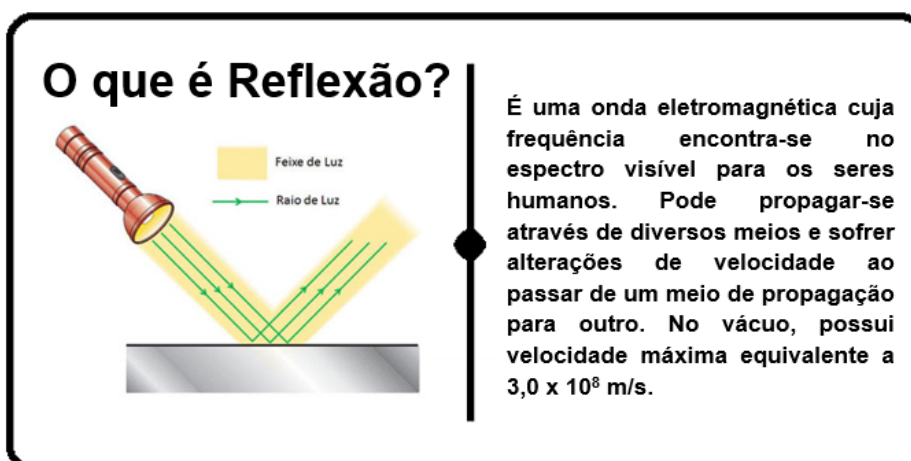 O que é Reflexão?
Feixe de Luz
Raio de Luz
É uma onda eletromagnética cuja
frequência encontra-se no
espectro visível para os seres
humanos. Pode propagar-se
através de diversos meios e sofrer
alterações de velocidade ao
passar de um meio de propagação
para outro. No vácuo, possui
velocidade máxima equivalente a
3,0 x 10⁸ m/s.